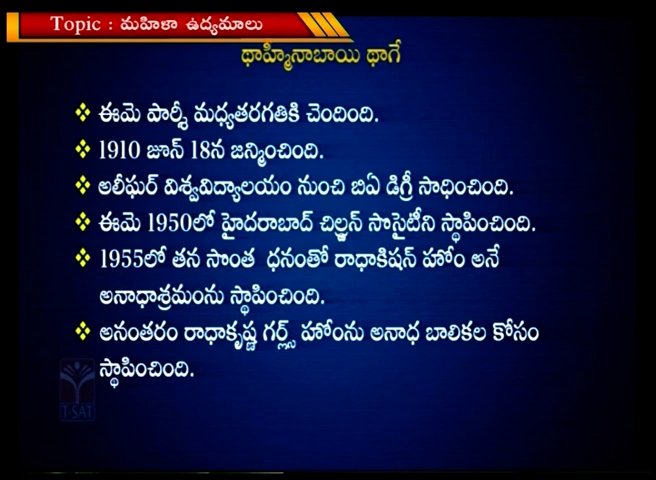 Topic : మహిళా ఉద్యమాలు
థాహ్మినాబాయి థాగే
❖ ఈమె పార్శీ మధ్యతరగతికి చెందింది.
❖ 1910 జూన్ 18న జన్మించింది.
❖ అలీఘర్ విశ్వవిద్యాలయం నుంచి బిఏ డిగ్రీ సాధించింది.
❖ ఈమె 1950లో హైదరాబాద్ చిల్డ్రన్ సొసైటీని స్థాపించింది.
❖ 1955లో తన సొంత ధనంతో రాధాకిషన్ హోం అనే
అనాధాశ్రమంను స్థాపించింది.
❖ అనంతరం రాధాకృష్ణ గర్ల్స్ హోంను అనాధ బాలికల కోసం
స్థాపించింది.
T-SAT